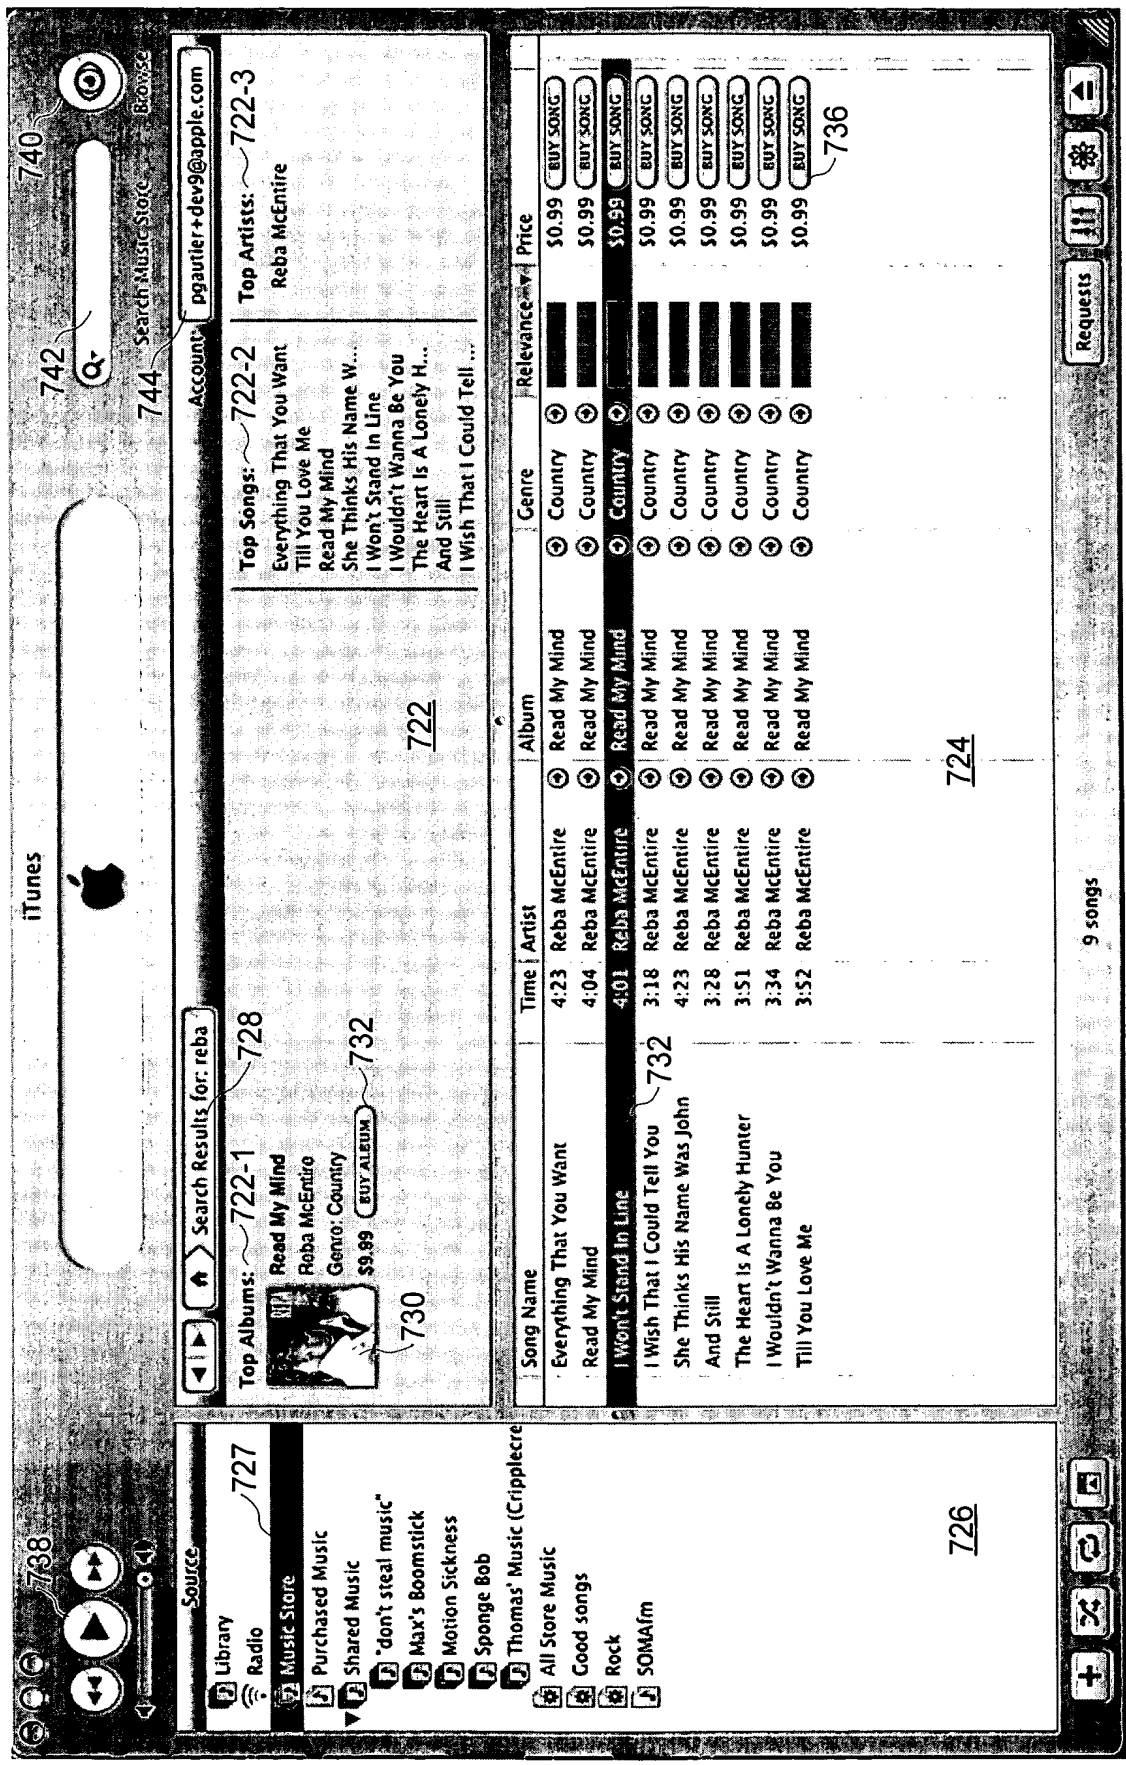 iTunes
738
742
740
Search Music Store
Browse
Source
Library
Radio
727
Music Store
Purchased Music
Shared Music
"don't steal music"
Max's Boomstick
Motion Sickness
Sponge Bob
Thomas' Music (Cripplecre
All Store Music
Good songs
Rock
SOMAfm
726
Search Results for: reba
728
744
Account:
pgautier+dev9@apple.com
Top Albums: 722-1
Read My Mind
Reba McEntire
Genre: Country
$9.99 BUY ALBUM
732
730
722
Top Songs: 722-2
Everything That You Want
Till You Love Me
Read My Mind
She Thinks His Name W...
I Won't Stand In Line
I Wouldn't Wanna Be You
The Heart Is A Lonely H...
And Still
I Wish That I Could Tell ...
Top Artists: 722-3
Reba McEntire
Song Name Time Artist Album Genre Relevance Price
Everything That You Want 4:23 Reba McEntire Read My Mind Country $0.99 BUY SONG
Read My Mind 4:04 Reba McEntire Read My Mind Country $0.99 BUY SONG
I Won't Stand In Line 4:01 Reba McEntire Read My Mind Country $0.99 BUY SONG
I Wish That I Could Tell You 3:18 Reba McEntire Read My Mind Country $0.99 BUY SONG
She Thinks His Name Was John 4:23 Reba McEntire Read My Mind Country $0.99 BUY SONG
And Still 3:28 Reba McEntire Read My Mind Country $0.99 BUY SONG
The Heart Is A Lonely Hunter 3:51 Reba McEntire Read My Mind Country $0.99 BUY SONG
I Wouldn't Wanna Be You 3:34 Reba McEntire Read My Mind Country $0.99 BUY SONG
Till You Love Me 3:52 Reba McEntire Read My Mind Country $0.99 BUY SONG
732
736
724
9 songs
Requests